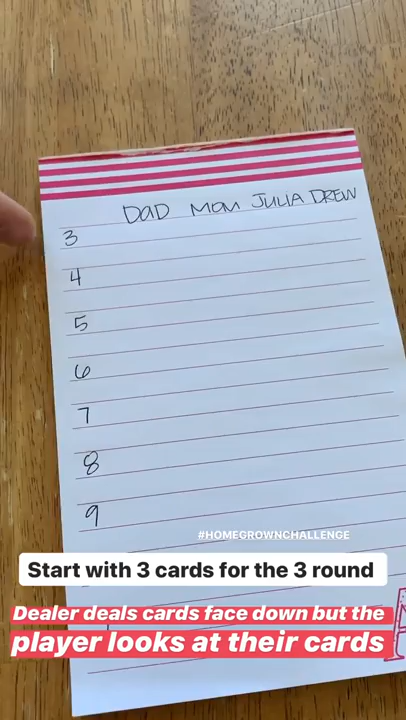 DAD MOM JULIA DREW
3
4
5
6
7
8
9
#HOMEGROWNCHALLENGE
Start with 3 cards for the 3 round
Dealer deals cards face down but the
player looks at their cards